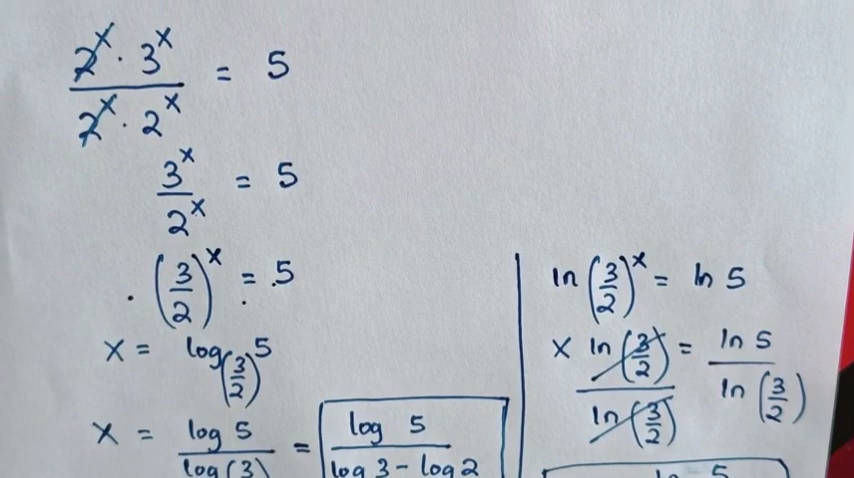 2^x · 3^x / 2^x · 2^x = 5
3^x / 2^x = 5
. (3/2)^x = .5
x = log_(3/2) 5
x = log 5 / log(3) = log 5 / log 3 - log 2
ln (3/2)^x = ln 5
x ln (3/2) / ln (3/2) = ln 5 / ln (3/2)